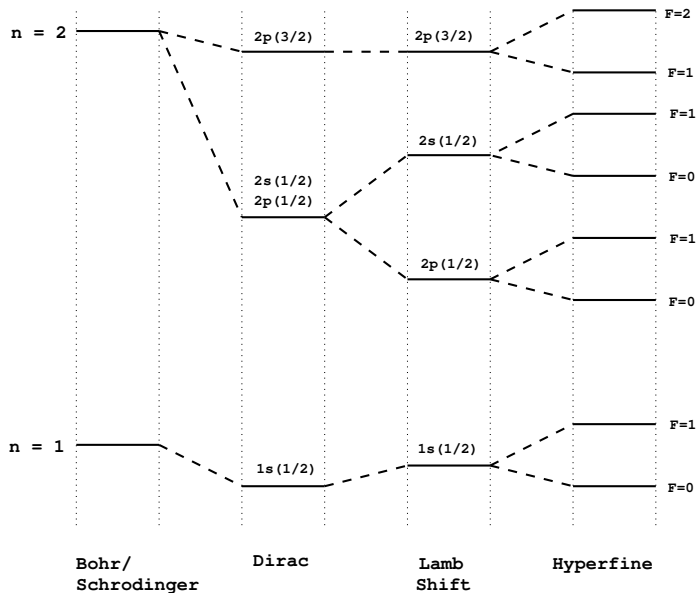 F=2
n = 2
2p(3/2)
2p(3/2)
F=1
F=1
2s(1/2)
2s(1/2)
F=0
2p(1/2)
F=1
2p(1/2)
F=0
F=1
n = 1
1s(1/2)
1s(1/2)
F=0
Bohr/
Schrodinger
Dirac
Lamb
Shift
Hyperfine